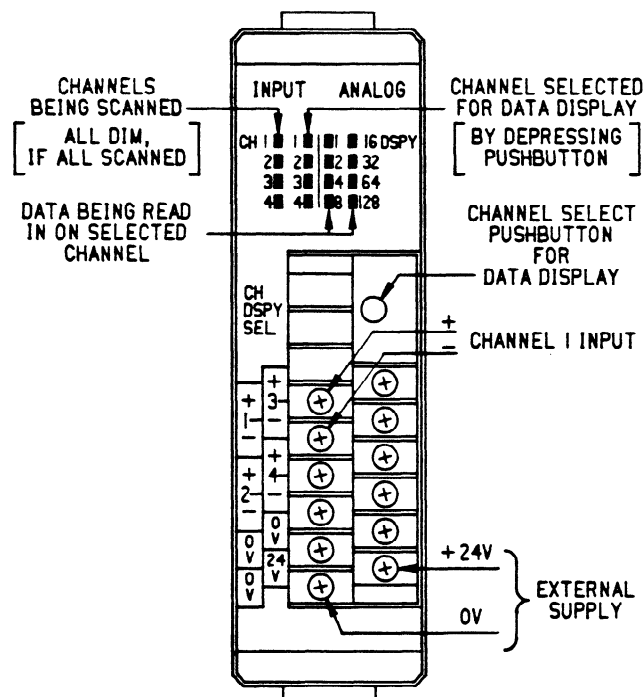 CHANNELS
BEING SCANNED
[ALL DIM,
IF ALL SCANNED]
DATA BEING READ
IN ON SELECTED
CHANNEL
INPUT ANALOG
CH 1 1 1 16 DSPY
2 2 2 32
3 3 4 64
4 4 8 128
CHANNEL SELECTED
FOR DATA DISPLAY
[BY DEPRESSING
PUSHBUTTON]
CHANNEL SELECT
PUSHBUTTON
FOR
DATA DISPLAY
CH
DSPY
SEL
+
-
CHANNEL 1 INPUT
+
1
-
+
2
-
0
V
0
V
+
3
-
+
4
-
0
V
24
V
+24V
0V
EXTERNAL
SUPPLY